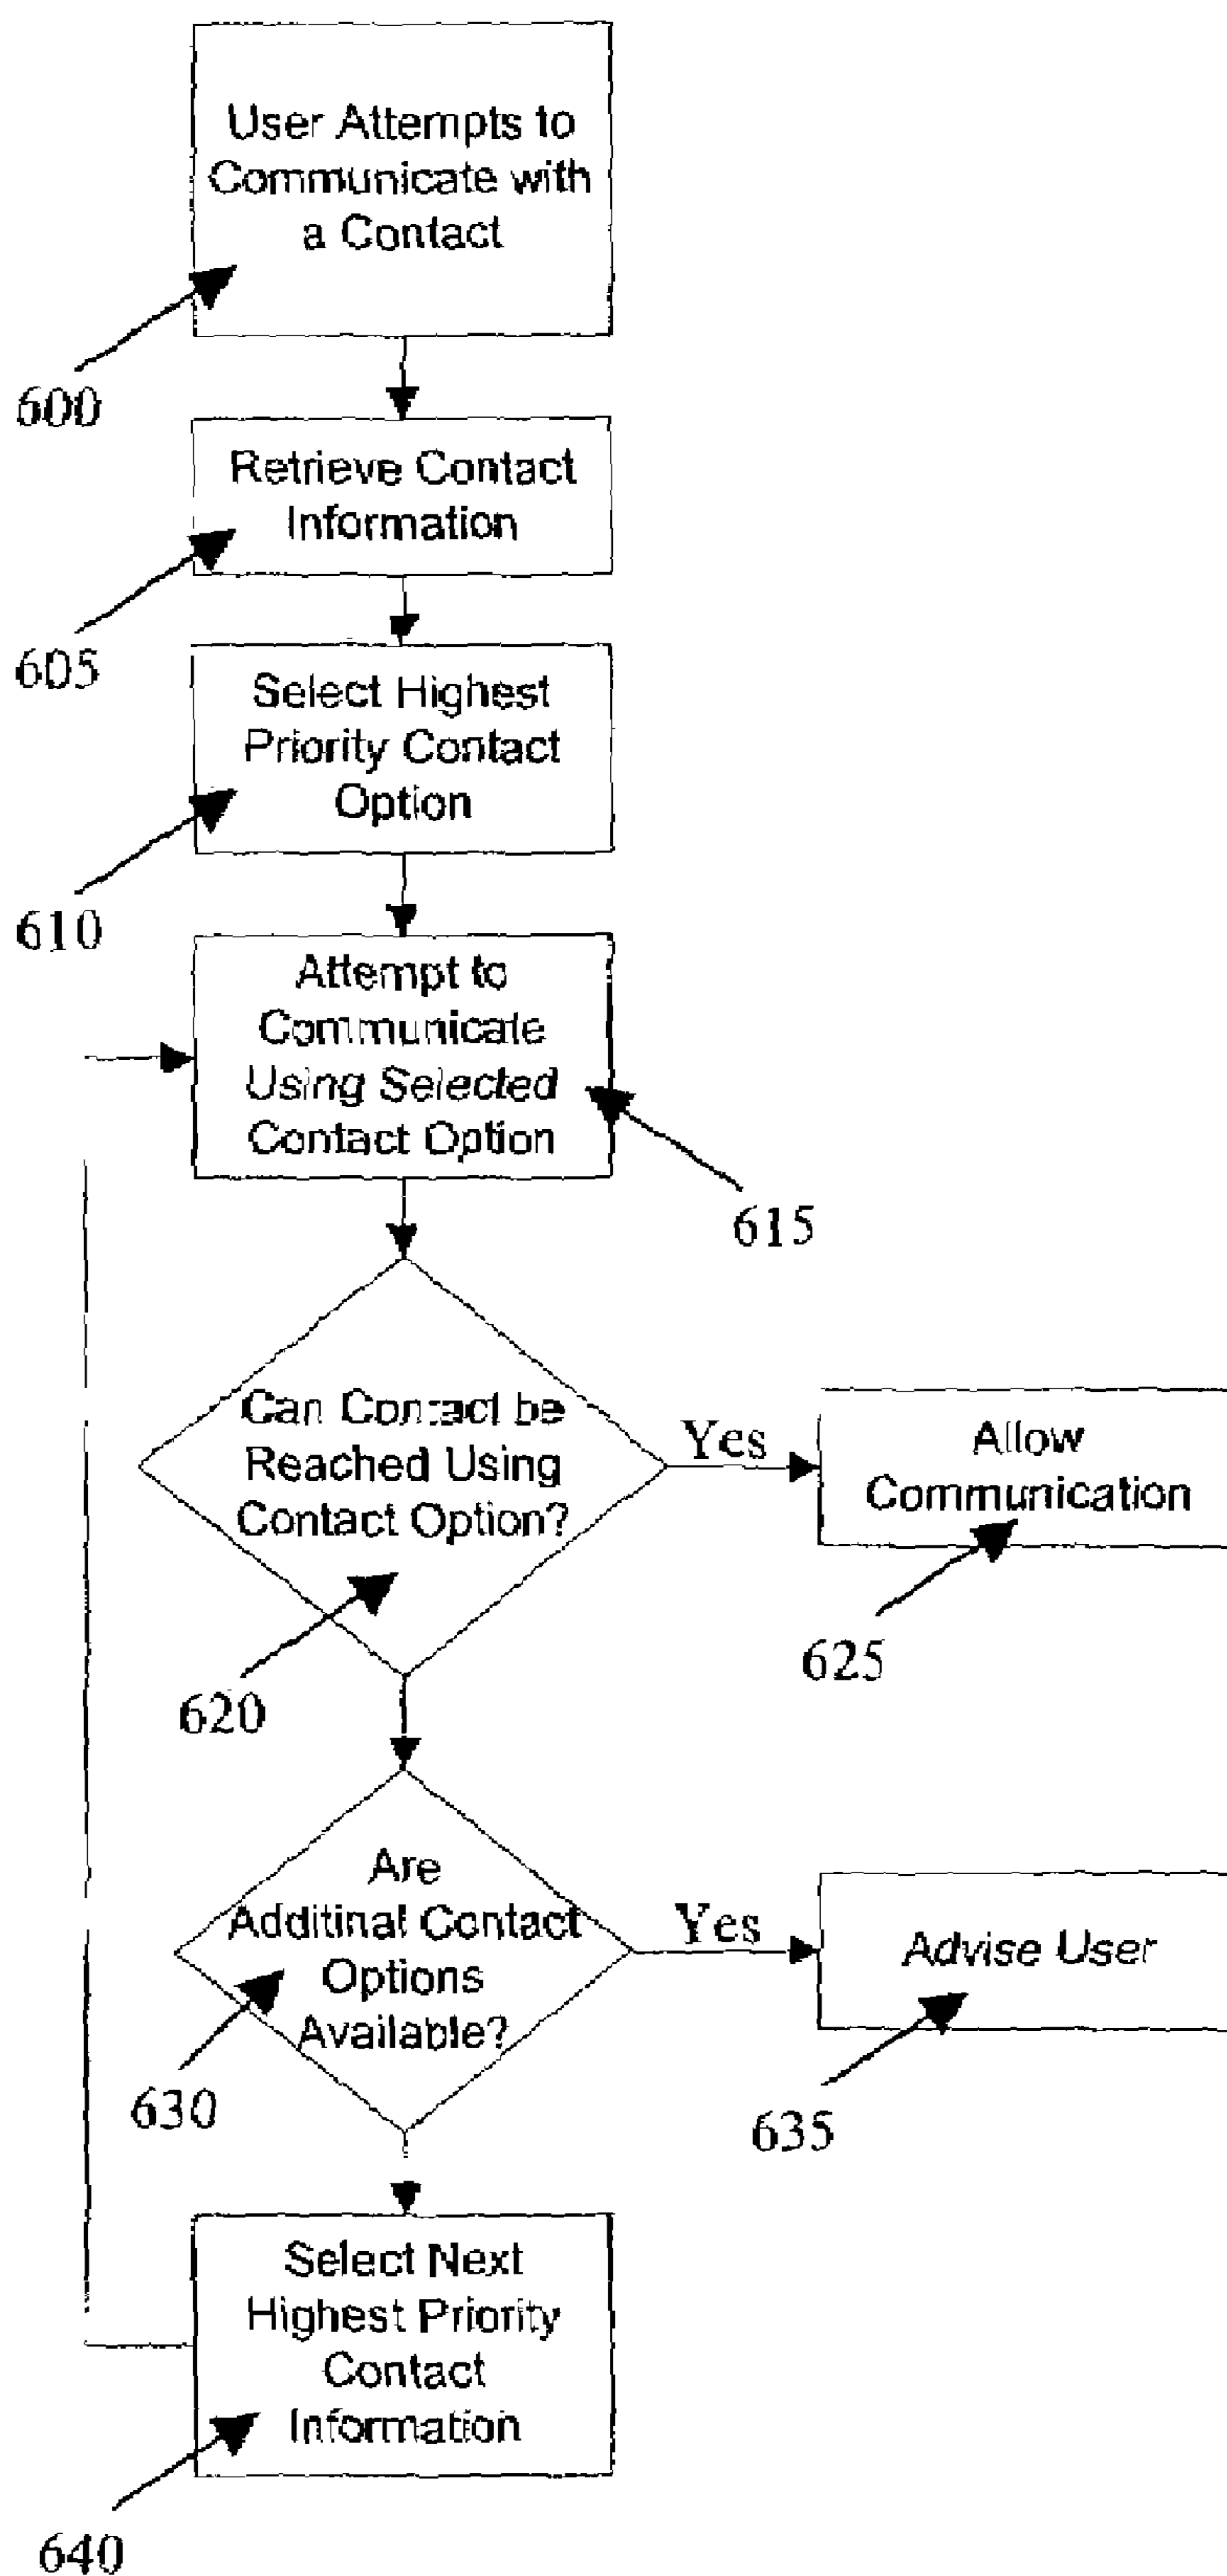 User Attempts to
Communicate with
a Contact
600
Retrieve Contact
Information
605
Select Highest
Priority Contact
Option
610
Attempt to
Communicate
Using Selected
Contact Option
615
Can Contact be
Reached Using
Contact Option?
Yes
Allow
Communication
620
625
Are
Additinal Contact
Options
Available?
Yes
Advise User
630
635
Select Next
Highest Priority
Contact
Information
640